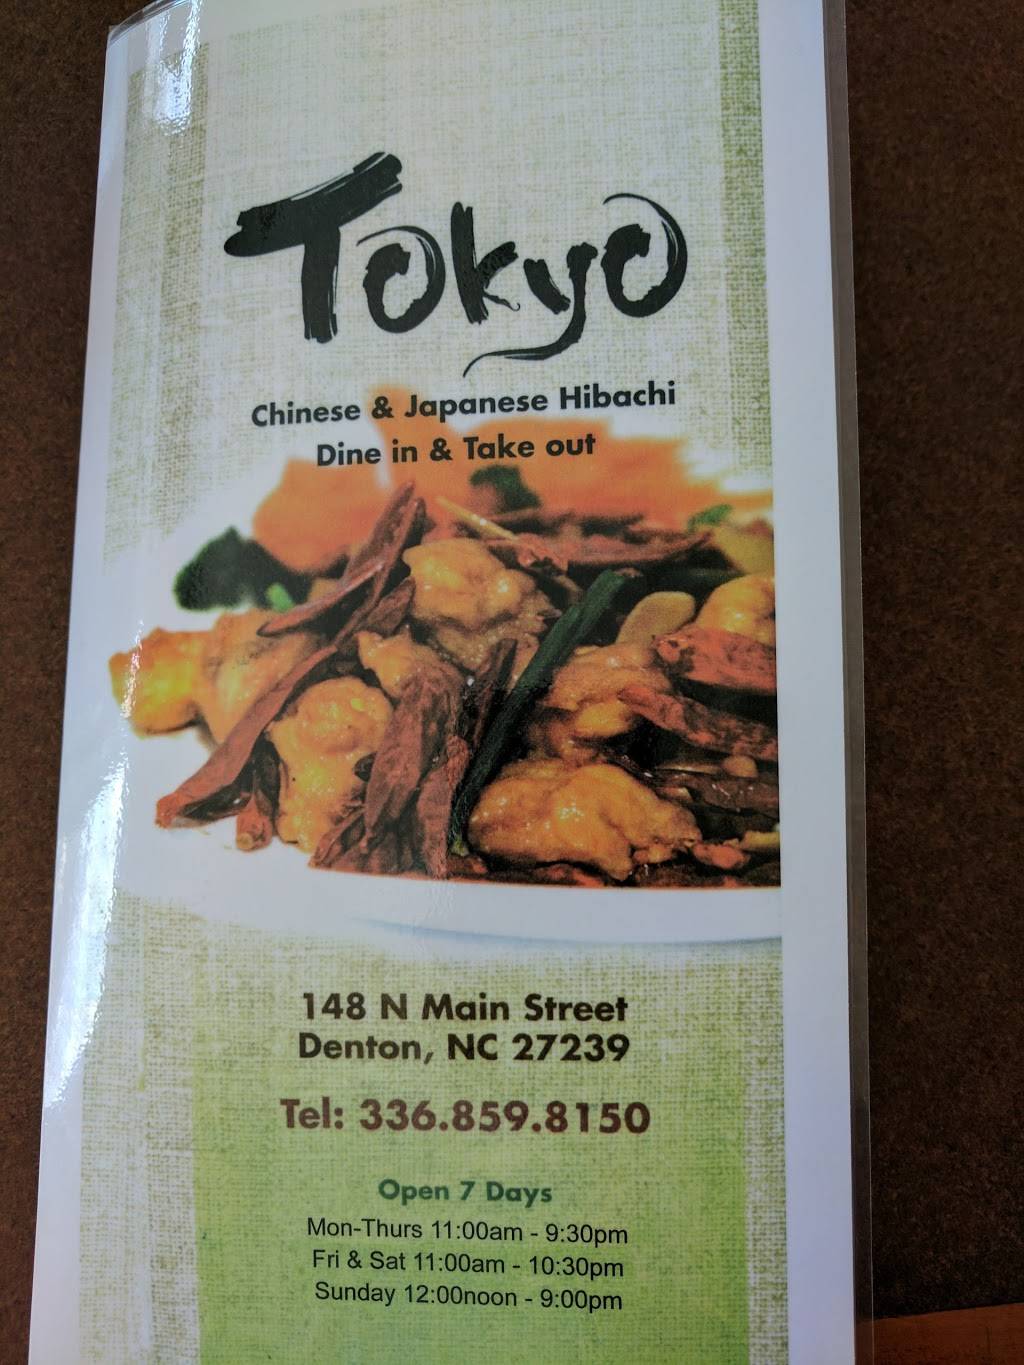 Tokyo
Chinese & Japanese Hibachi
Dine in & Take out
148 N Main Street
Denton, NC 27239
Tel: 336.859.8150
Open 7 Days
Mon-Thurs 11:00am - 9:30pm
Fri & Sat 11:00am - 10:30pm
Sunday 12:00noon - 9:00pm